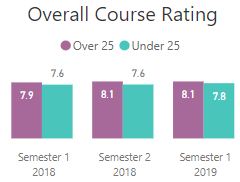 Overall Course Rating
Over 25 Under 25
7.9 7.6 8.1 7.6 8.1 7.8
Semester 1 Semester 2 Semester 1
2018 2018 2019